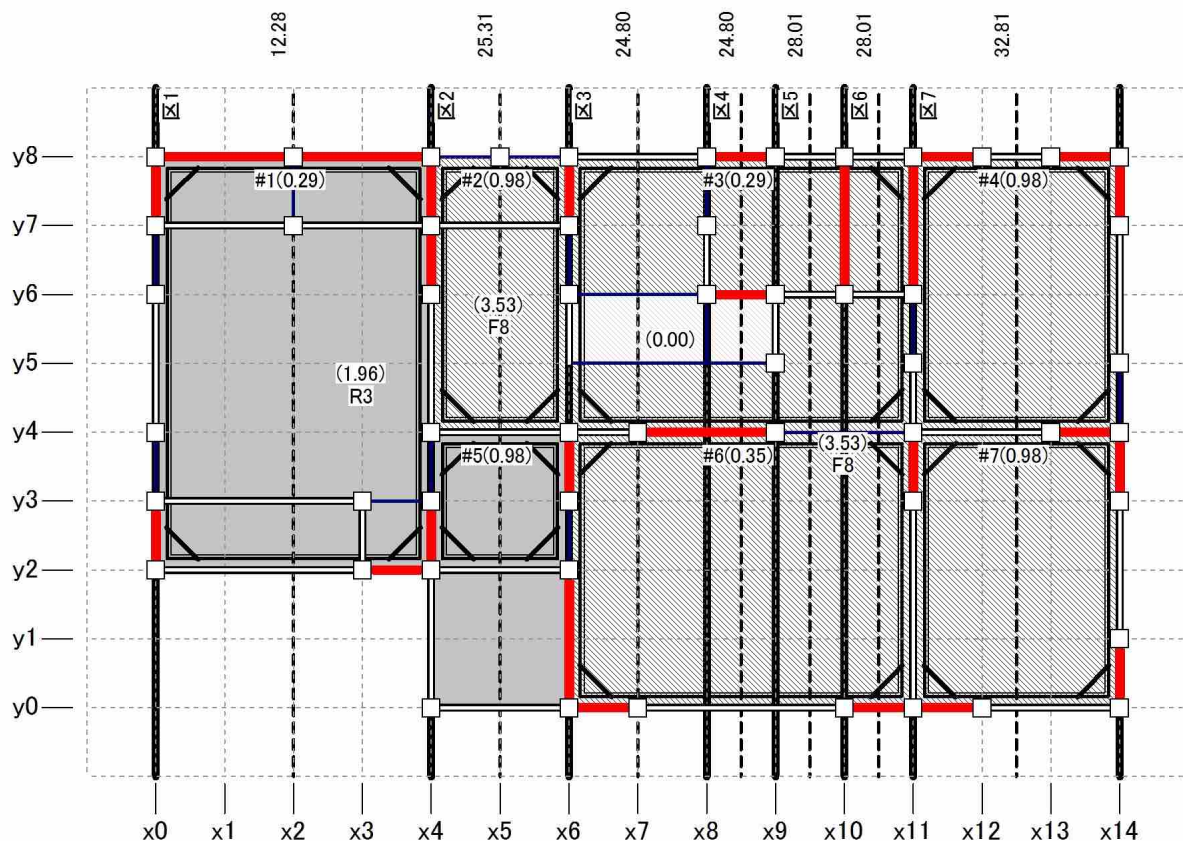 12.28 25.31 24.80 24.80 28.01 28.01 32.81
区1 区2 区3 区4 区5 区6 区7
y8
#1(0.29) #2(0.98) #3(0.29) #4(0.98)
y7
y6
(3.53)
F8
(0.00)
y5
(1.96)
R3
y4
#5(0.98) #6(0.35) #7(0.98)
(3.53)
F8
y3
y2
y1
y0
x0 x1 x2 x3 x4 x5 x6 x7 x8 x9 x10 x11 x12 x13 x14